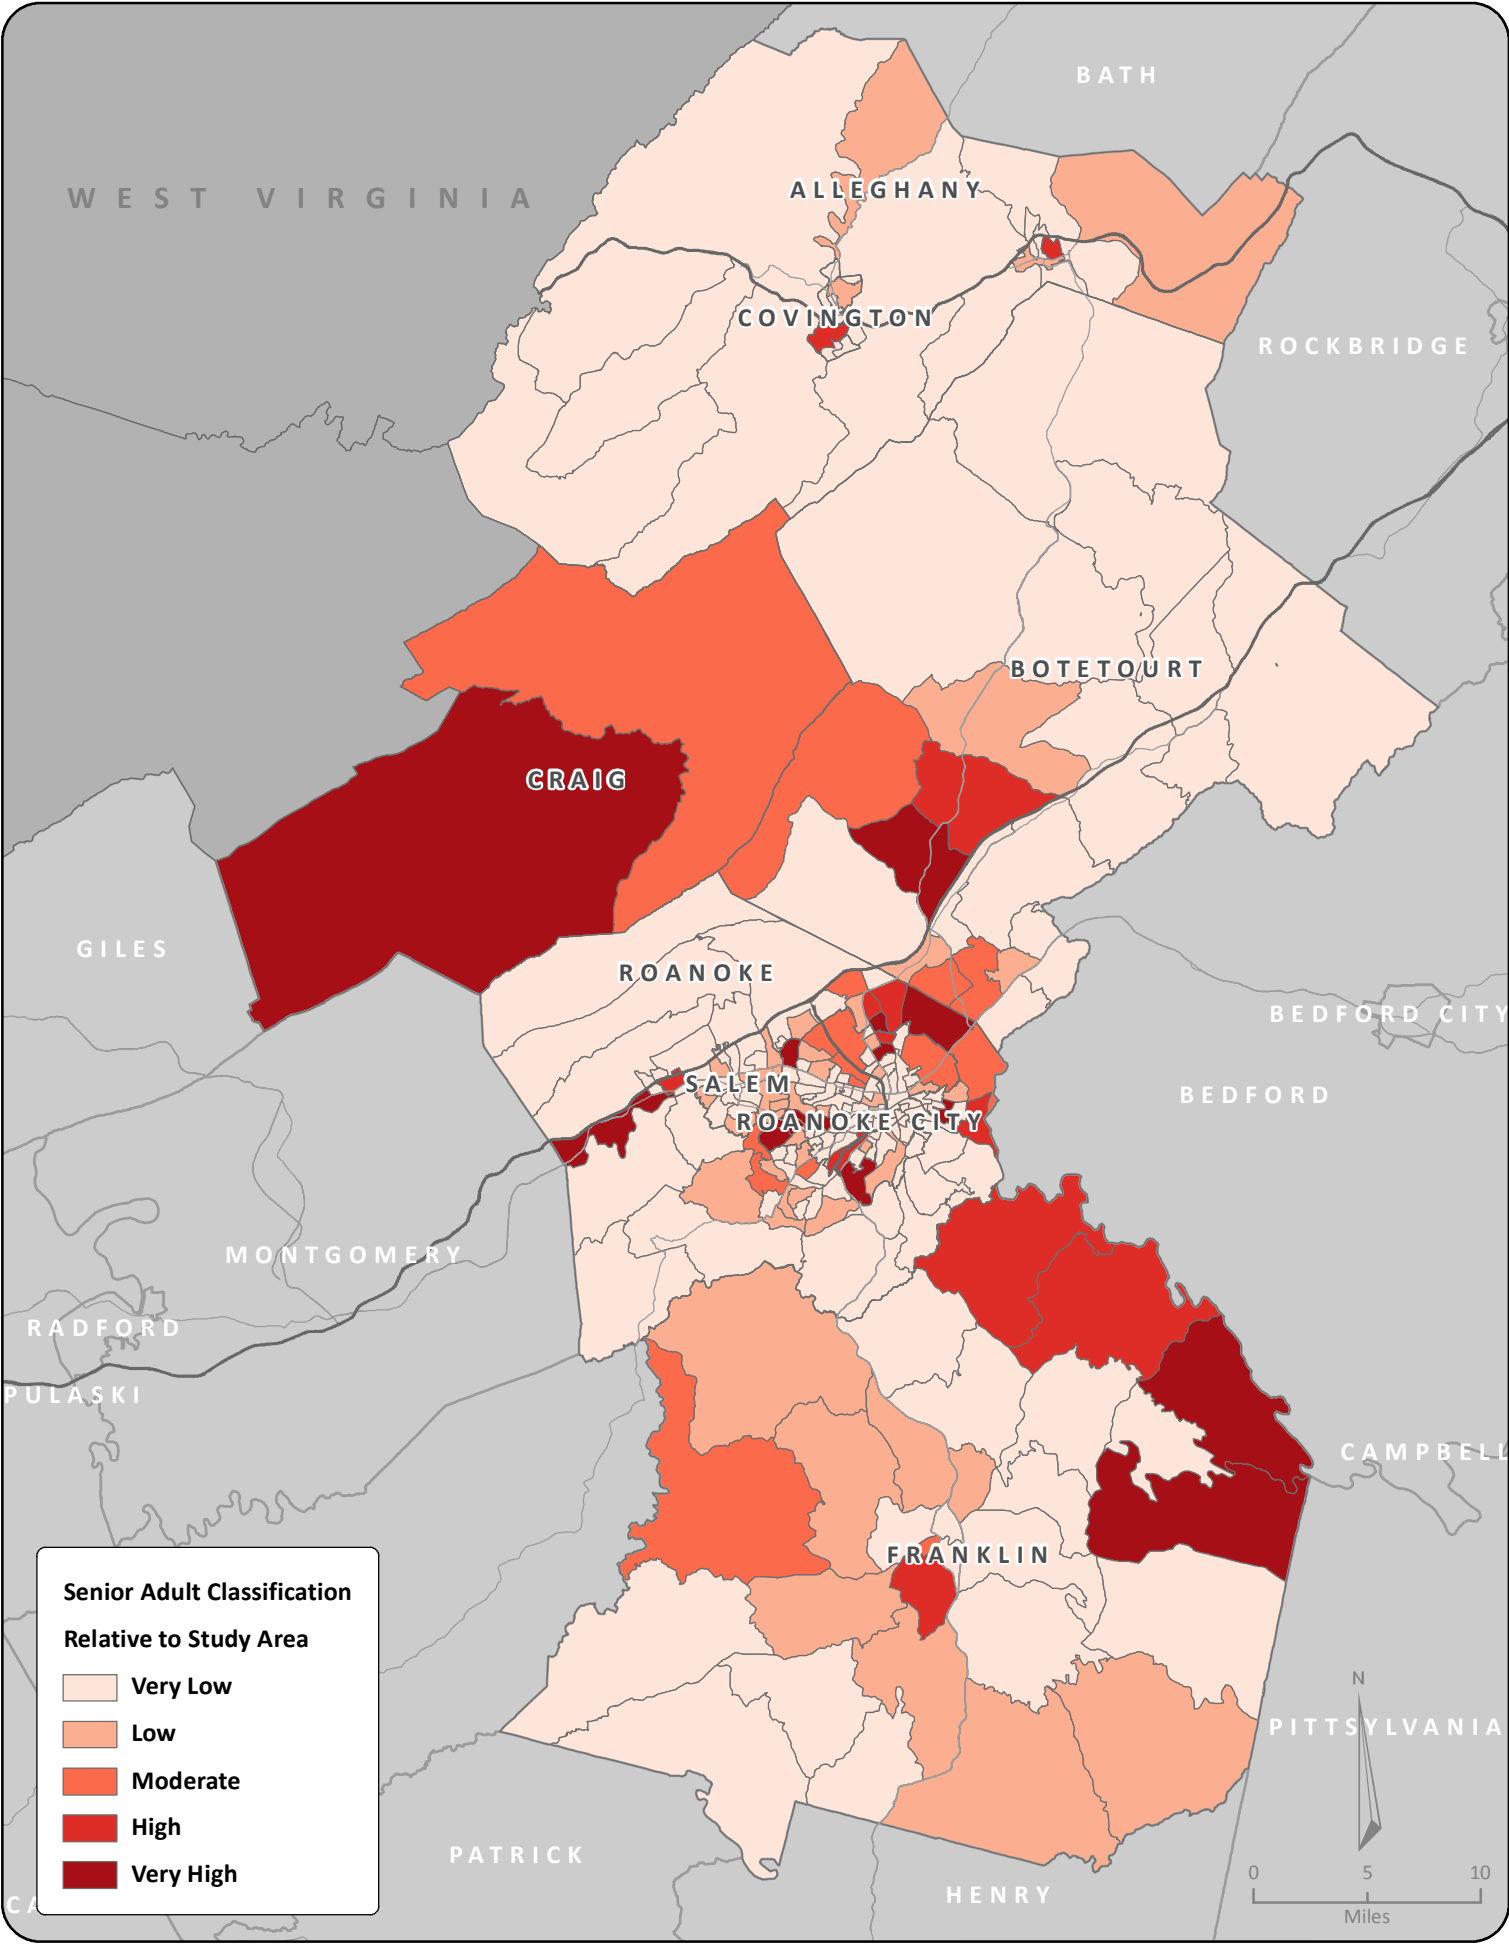 BATH
WEST VIRGINIA
ALLEGHANY
COVINGTON
ROCKBRIDGE
BOTETOURT
CRAIG
GILES
ROANOKE
BEDFORD CITY
SALEM
BEDFORD
ROANOKE CITY
MONTGOMERY
RADFORD
PULASKI
CAMPBELL
FRANKLIN
Senior Adult Classification
Relative to Study Area
Very Low
Low
Moderate
High
Very High
N
PITTSYLVANIA
PATRICK
HENRY
CA
0 5 10
Miles